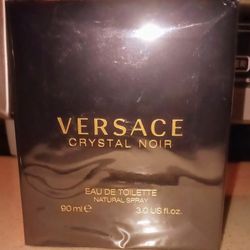 VERSACE
CRYSTAL NOIR
EAU DE TOILETTE
NATURAL SPRAY
90 ml ℮ 3.0 US fl.oz.